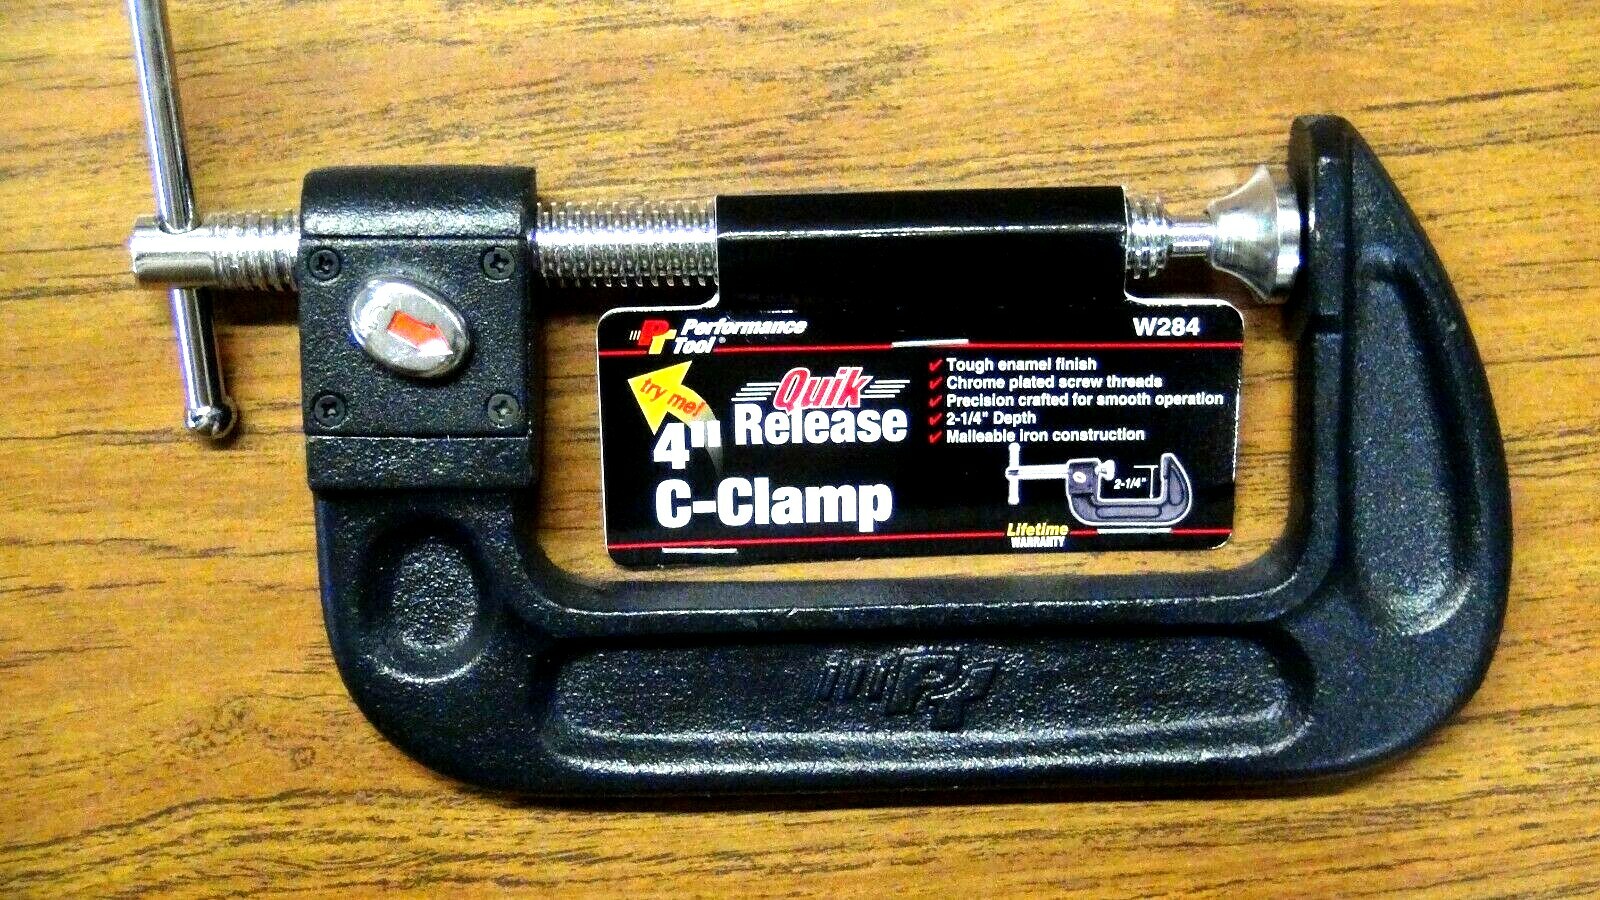 PT Performance
Tool®
W284
try me!
Quik
Release
4"
C-Clamp
Tough enamel finish
Chrome plated screw threads
Precision crafted for smooth operation
2-1/4" Depth
Malleable iron construction
2-1/4"
Lifetime
WARRANTY
PT